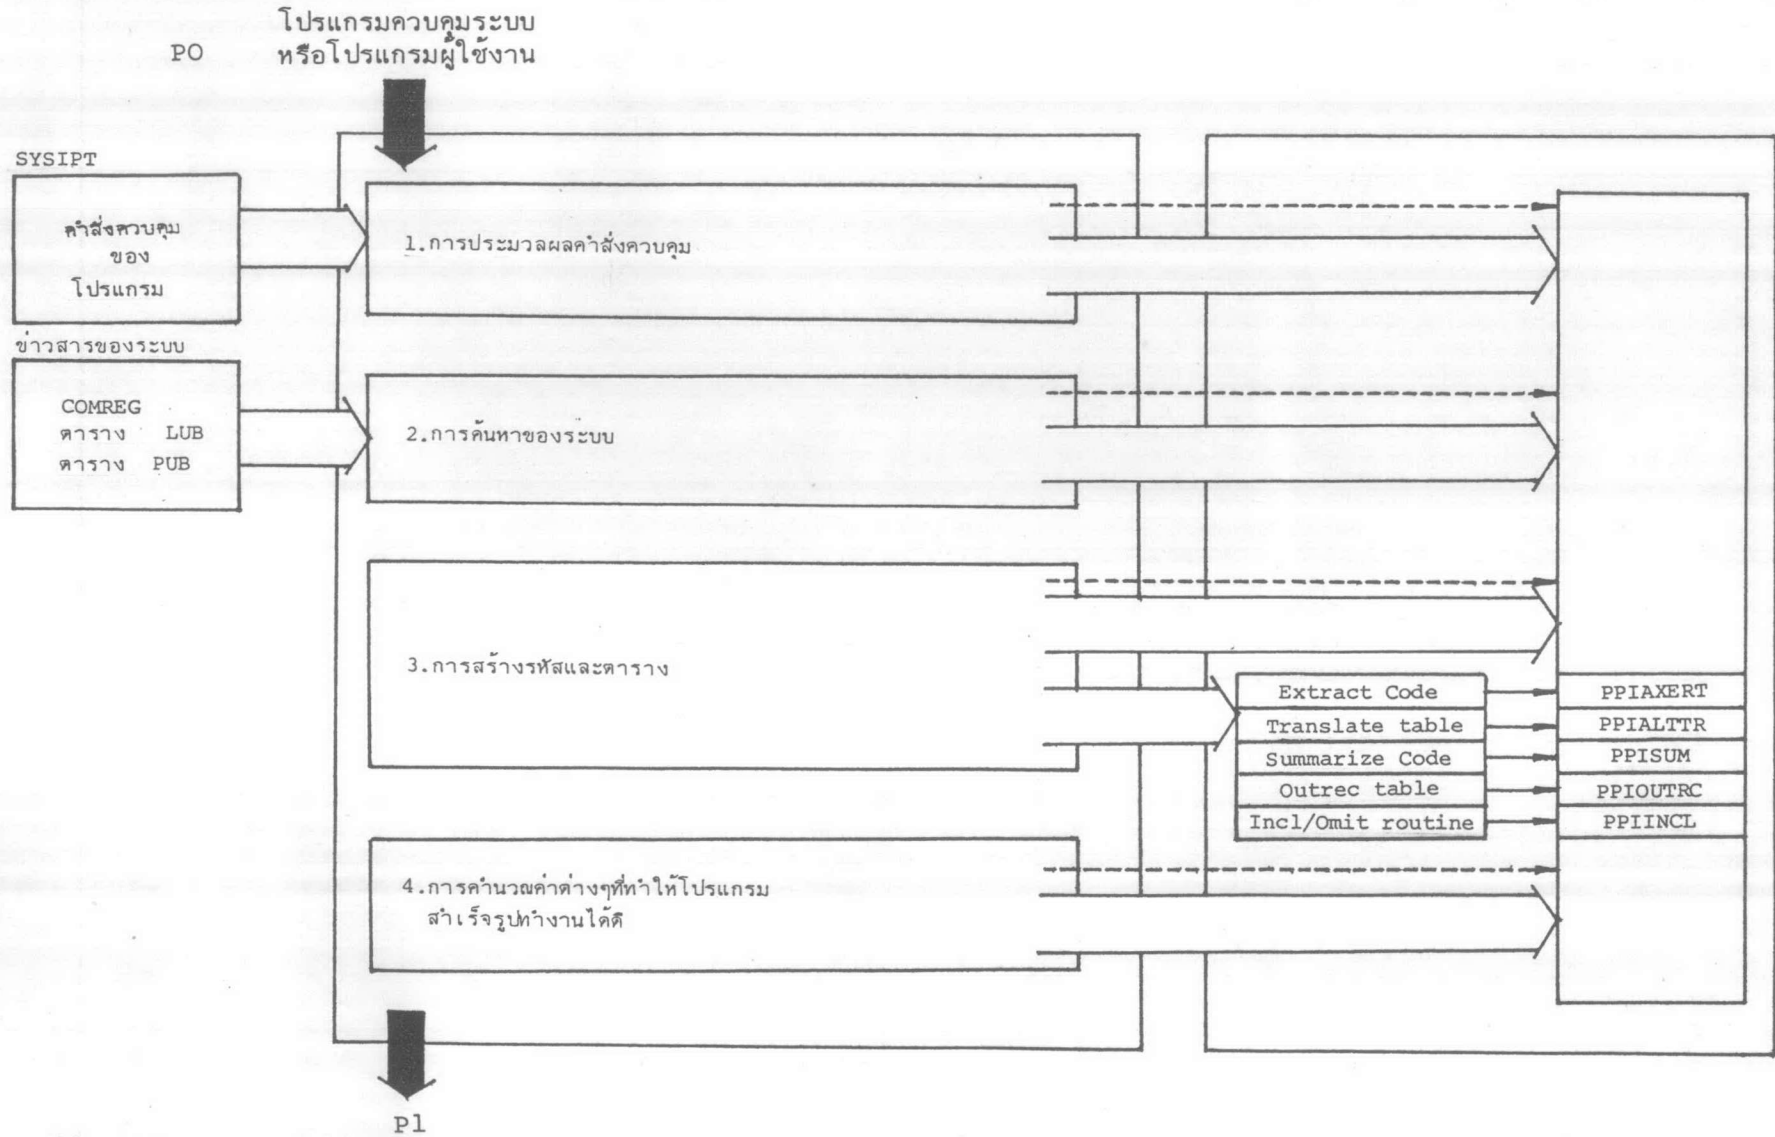 โปรแกรมควบคุมระบบ
PO หรือโปรแกรมผู้ใช้งาน
SYSIPT
คำสั่งควบคุม
ของ
โปรแกรม
1.การประมวลผลคำสั่งควบคุม
ข่าวสารของระบบ
COMREG
ตาราง LUB
ตาราง PUB
2.การค้นหาของระบบ
3.การสร้างรหัสและตาราง
Extract Code PPIAXERT
Translate table PPIALTTR
Summarize Code PPISUM
Outrec table PPIOUTRC
Incl/Omit routine PPIINCL
4.การคำนวณค่าต่างๆที่ทำให้โปรแกรม
สำเร็จรูปทำงานได้ดี
P1